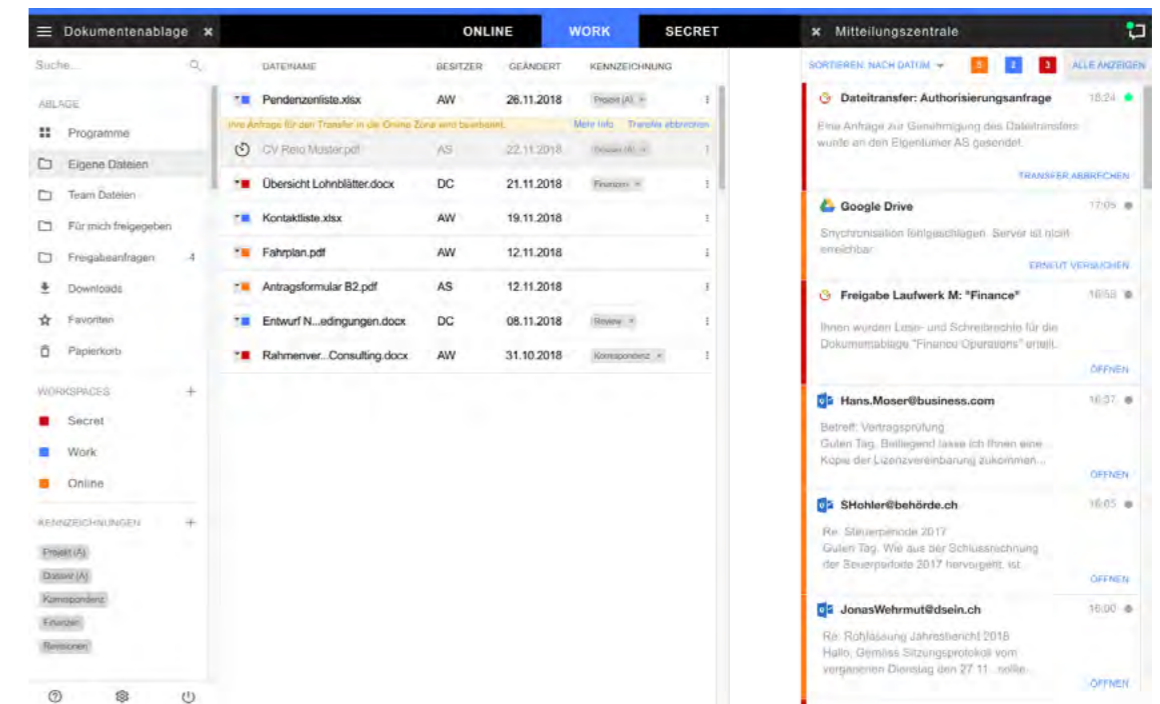 Dokumentenablage
ONLINE
WORK
SECRET
Mitteilungszentrale
Suche...
ABLAGE
Programme
Eigene Dateien
Team Dateien
Für mich freigegeben
Freigabeanfragen 4
Downloads
Favoriten
Papierkorb
WORKSPACES +
Secret
Work
Online
KENNZEICHNUNGEN +
Projekt (A)
Dossier (A)
Korrespondenz
Finanzen
Revisionen
DATEINAME BESITZER GEÄNDERT KENNZEICHNUNG
Pendenzenliste.xlsx AW 26.11.2018 Projekt (A)
Ihre Anfrage für den Transfer in die Online Zone wird bearbeitet. Mehr Info Transfer abbrechen
CV Reto Muster.pdf AS 22.11.2018 Dossier (A)
Übersicht Lohnblätter.docx DC 21.11.2018 Finanzen
Kontaktliste.xlsx AW 19.11.2018
Fahrplan.pdf AW 12.11.2018
Antragsformular B2.pdf AS 12.11.2018
Entwurf N...edingungen.docx DC 08.11.2018 Review
Rahmenver...Consulting.docx AW 31.10.2018 Korrespondenz
SORTIEREN: NACH DATUM 5 2 3 ALLE ANZEIGEN
Dateitransfer: Authorisierungsanfrage 18:24
Eine Anfrage zur Genehmigung des Dateitransfers
wurde an den Eigentümer AS gesendet.
TRANSFER ABBRECHEN
Google Drive 17:05
Snychronisation fehlgeschlagen. Server ist nicht
erreichbar.
ERNEUT VERSUCHEN
Freigabe Laufwerk M: "Finance" 16:58
Ihnen wurden Lese- und Schreibrechte für die
Dokumentablage "Finance Operations" erteilt.
ÖFFNEN
Hans.Moser@business.com 16:37
Betreff: Vertragsprüfung
Guten Tag. Beiliegend lasse ich Ihnen eine
Kopie der Lizenzvereinbarung zukommen...
ÖFFNEN
SHohler@behörde.ch 16:05
Re: Steuerperiode 2017
Guten Tag. Wie aus der Schlussrechnung
der Seuerperiode 2017 hervorgeht, ist
ÖFFNEN
JonasWehrmut@dsein.ch 16:00
Re: Rohfassung Jahresbericht 2018
Hallo, Gemäss Sitzungsprotokoll vom
vergangenen Dienstag den 27.11. sollte...
ÖFFNEN